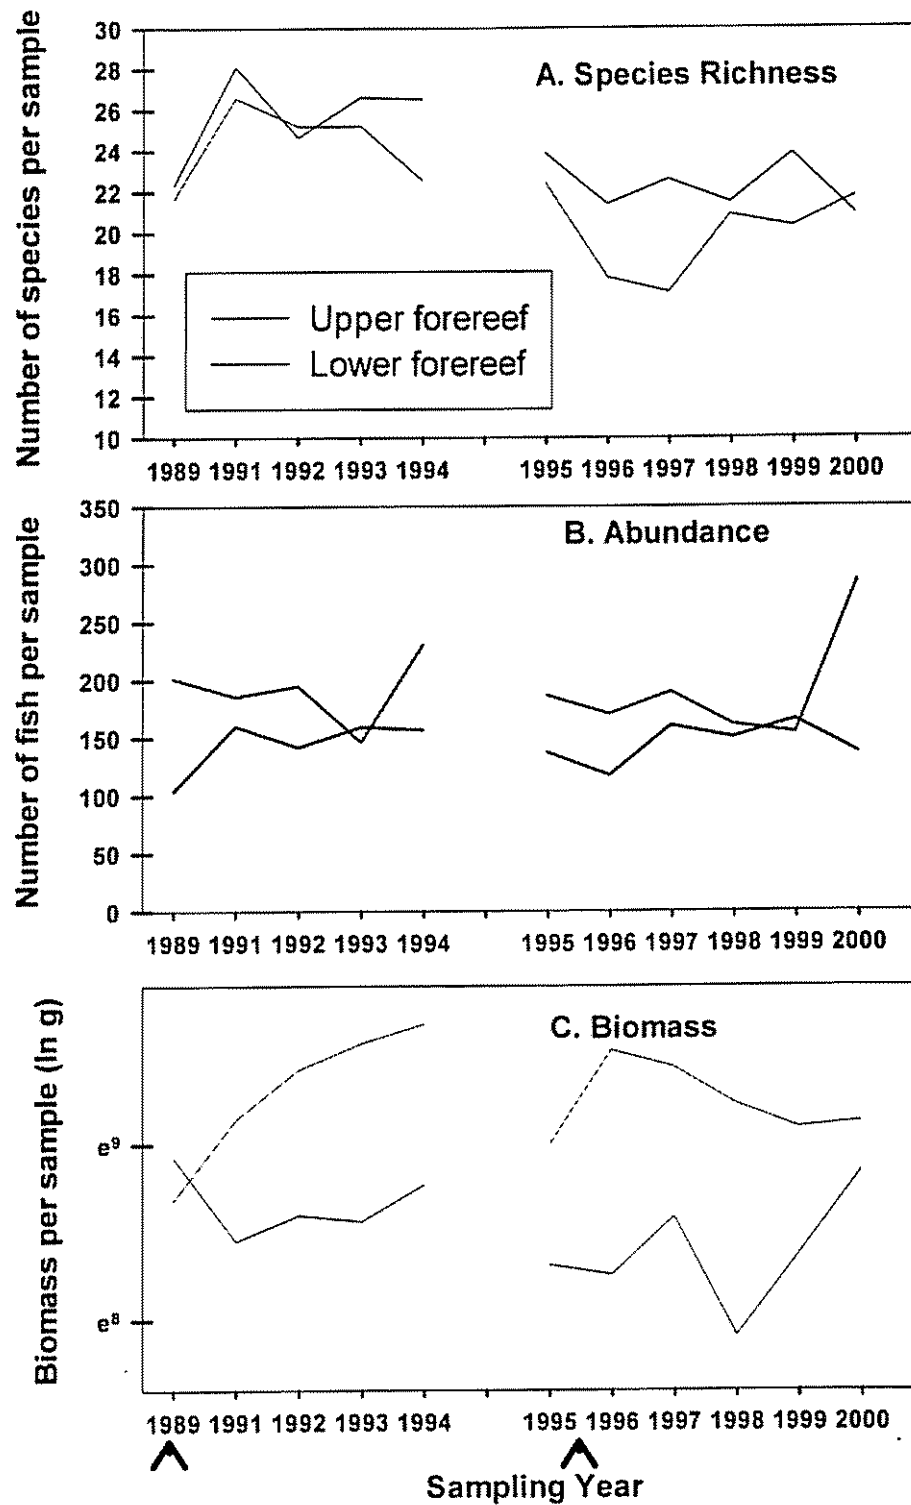 Number of species per sample
30
28
26
24
22
20
18
16
14
12
10
A. Species Richness
Upper forereef
Lower forereef
1989 1991 1992 1993 1994 1995 1996 1997 1998 1999 2000
Number of fish per sample
350
300
250
200
150
100
50
0
B. Abundance
1989 1991 1992 1993 1994 1995 1996 1997 1998 1999 2000
Biomass per sample (ln g)
e⁹
e⁸
C. Biomass
1989 1991 1992 1993 1994 1995 1996 1997 1998 1999 2000
Sampling Year